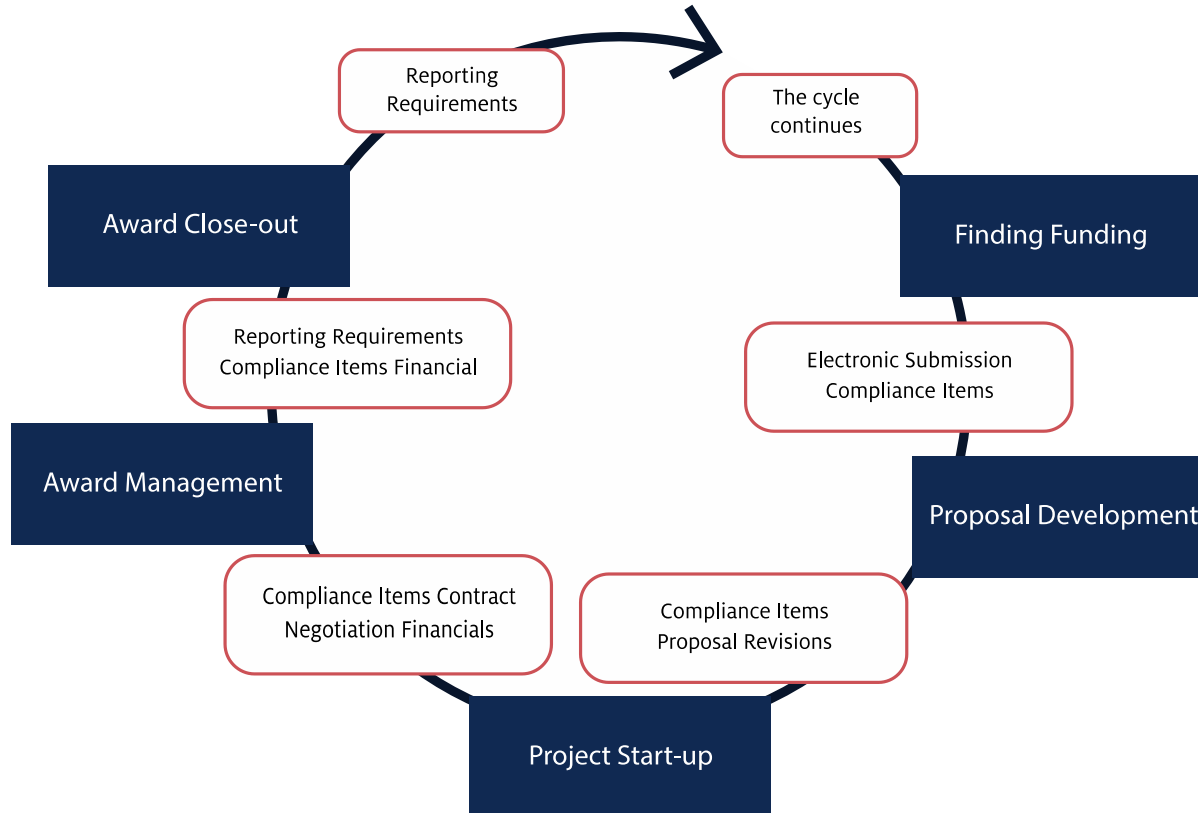 Reporting
Requirements
The cycle
continues
Award Close-out
Finding Funding
Reporting Requirements
Compliance Items Financial
Electronic Submission
Compliance Items
Award Management
Proposal Development
Compliance Items Contract
Negotiation Financials
Compliance Items
Proposal Revisions
Project Start-up